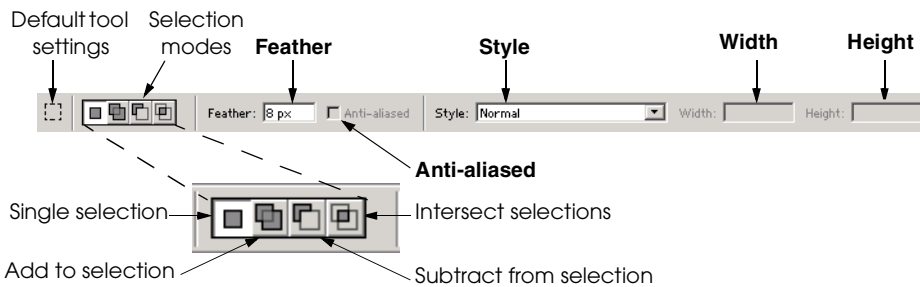 Default tool settings
Selection modes
Feather
Style
Width
Height
Feather: 8 px
Anti-aliased
Style: Normal
Width:
Height:
Anti-aliased
Single selection
Intersect selections
Add to selection
Subtract from selection